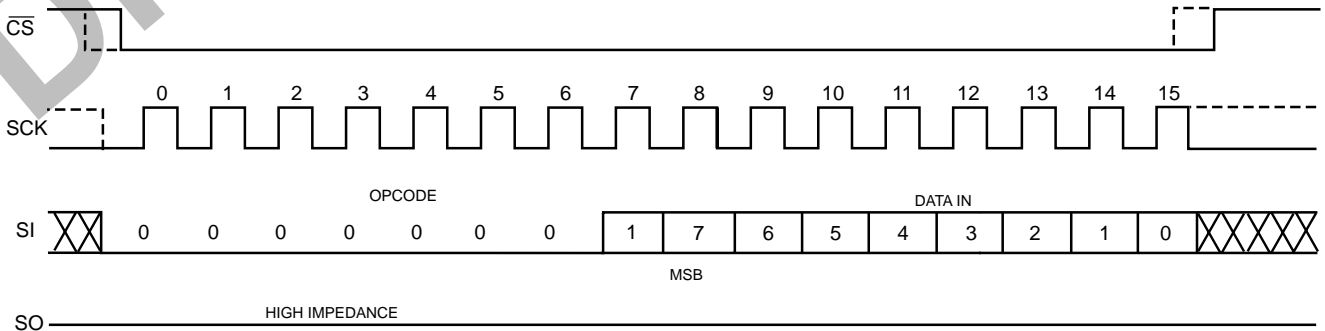 CS
0 1 2 3 4 5 6 7 8 9 10 11 12 13 14 15
SCK
OPCODE
DATA IN
SI 0 0 0 0 0 0 0 1 7 6 5 4 3 2 1 0
MSB
HIGH IMPEDANCE
SO